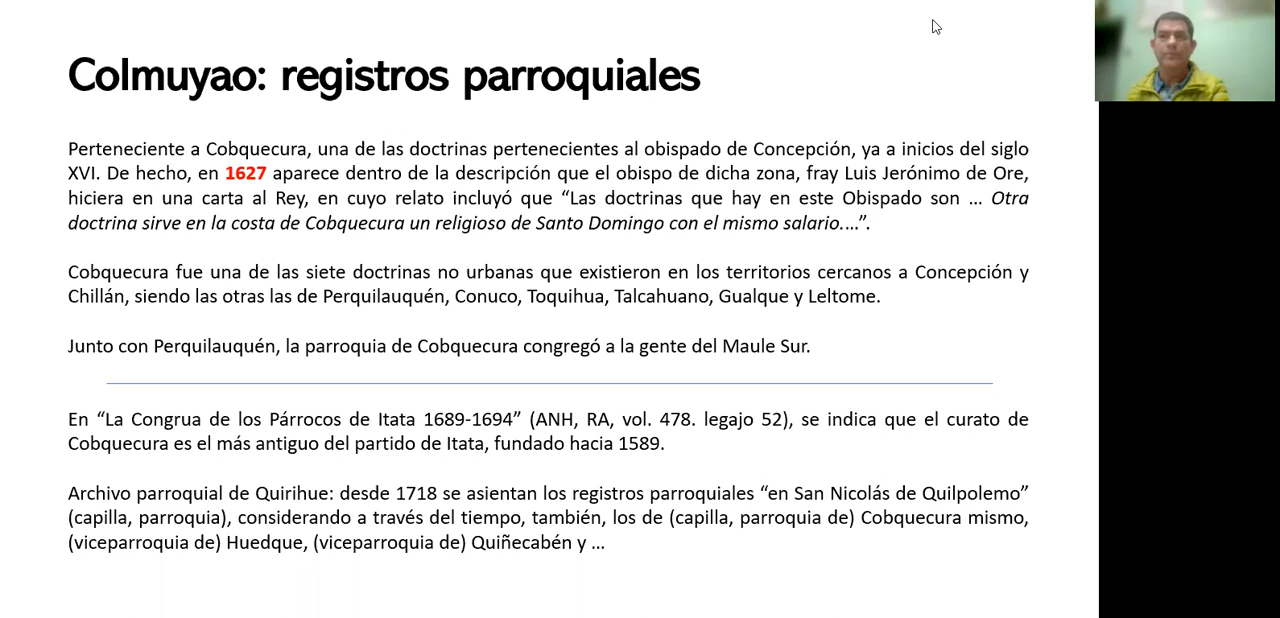 Colmuyao: registros parroquiales
Perteneciente a Cobquecura, una de las doctrinas pertenecientes al obispado de Concepción, ya a inicios del siglo
XVI. De hecho, en 1627 aparece dentro de la descripción que el obispo de dicha zona, fray Luis Jerónimo de Ore,
hiciera en una carta al Rey, en cuyo relato incluyó que “Las doctrinas que hay en este Obispado son … Otra
doctrina sirve en la costa de Cobquecura un religioso de Santo Domingo con el mismo salario.…”.
Cobquecura fue una de las siete doctrinas no urbanas que existieron en los territorios cercanos a Concepción y
Chillán, siendo las otras las de Perquilauquén, Conuco, Toquihua, Talcahuano, Gualque y Leltome.
Junto con Perquilauquén, la parroquia de Cobquecura congregó a la gente del Maule Sur.
En “La Congrua de los Párrocos de Itata 1689-1694” (ANH, RA, vol. 478. legajo 52), se indica que el curato de
Cobquecura es el más antiguo del partido de Itata, fundado hacia 1589.
Archivo parroquial de Quirihue: desde 1718 se asientan los registros parroquiales “en San Nicolás de Quilpolemo”
(capilla, parroquia), considerando a través del tiempo, también, los de (capilla, parroquia de) Cobquecura mismo,
(viceparroquia de) Huedque, (viceparroquia de) Quiñecabén y …